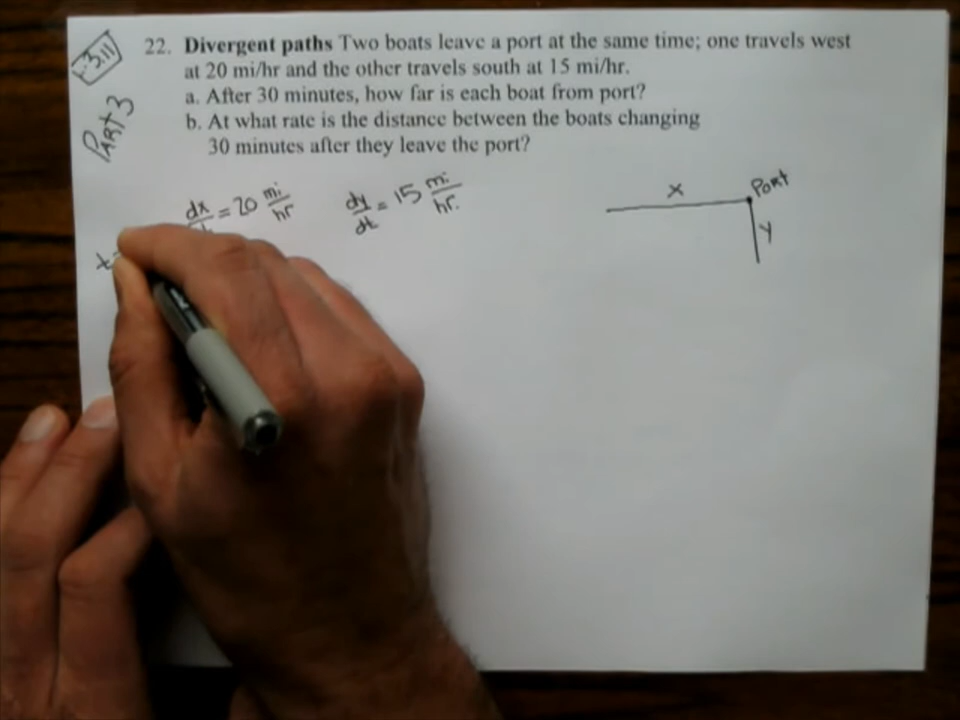 3.11
PART 3
22. Divergent paths Two boats leave a port at the same time; one travels west
at 20 mi/hr and the other travels south at 15 mi/hr.
a. After 30 minutes, how far is each boat from port?
b. At what rate is the distance between the boats changing
30 minutes after they leave the port?
dx/dt = 20 mi/hr
dy/dt = 15 mi/hr.
x
PORT
y